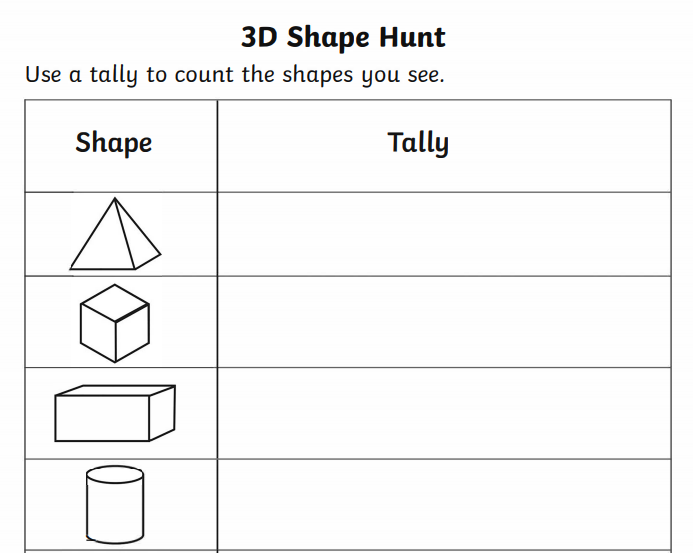 3D Shape Hunt
Use a tally to count the shapes you see.
Shape
Tally